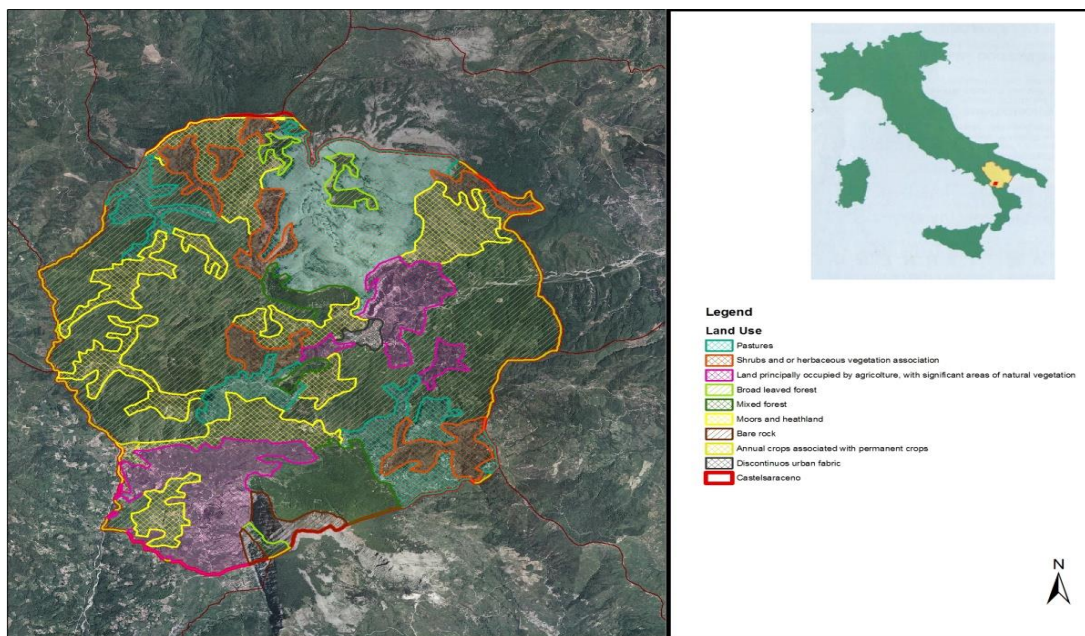 Legend
Land Use
Pastures
Shrubs and or herbaceous vegetation association
Land principally occupied by agricolture, with significant areas of natural vegetation
Broad leaved forest
Mixed forest
Moors and heathland
Bare rock
Annual crops associated with permanent crops
Discontinuos urban fabric
Castelsaraceno
N